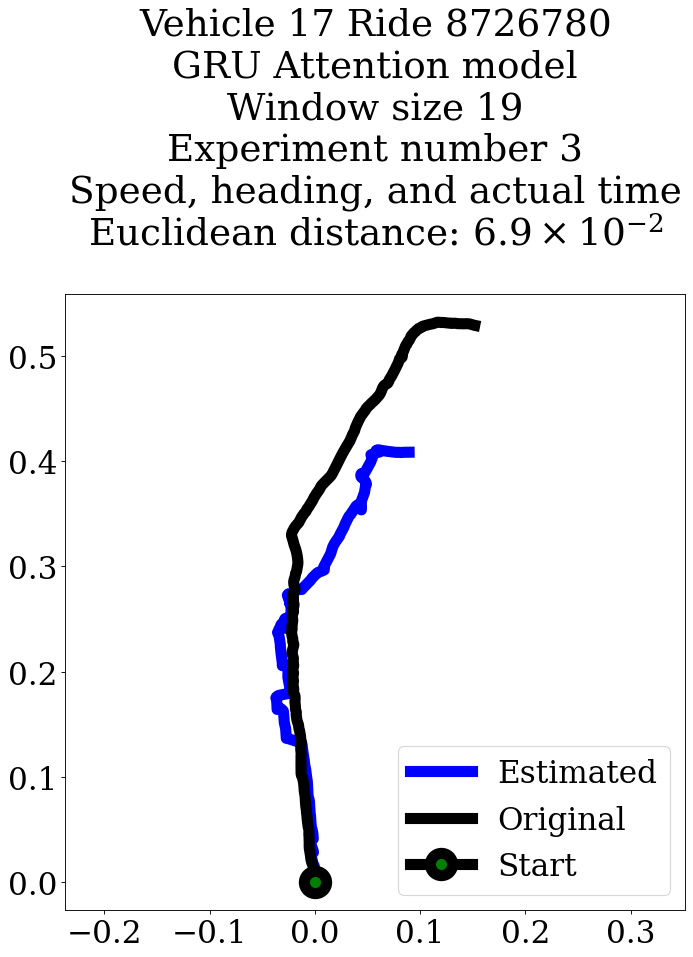 Vehicle 17 Ride 8726780
GRU Attention model
Window size 19
Experiment number 3
Speed, heading, and actual time
Euclidean distance: 6.9 × 10⁻²
0.5
0.4
0.3
0.2
0.1
0.0
−0.2
−0.1
0.0
0.1
0.2
0.3
Estimated
Original
Start